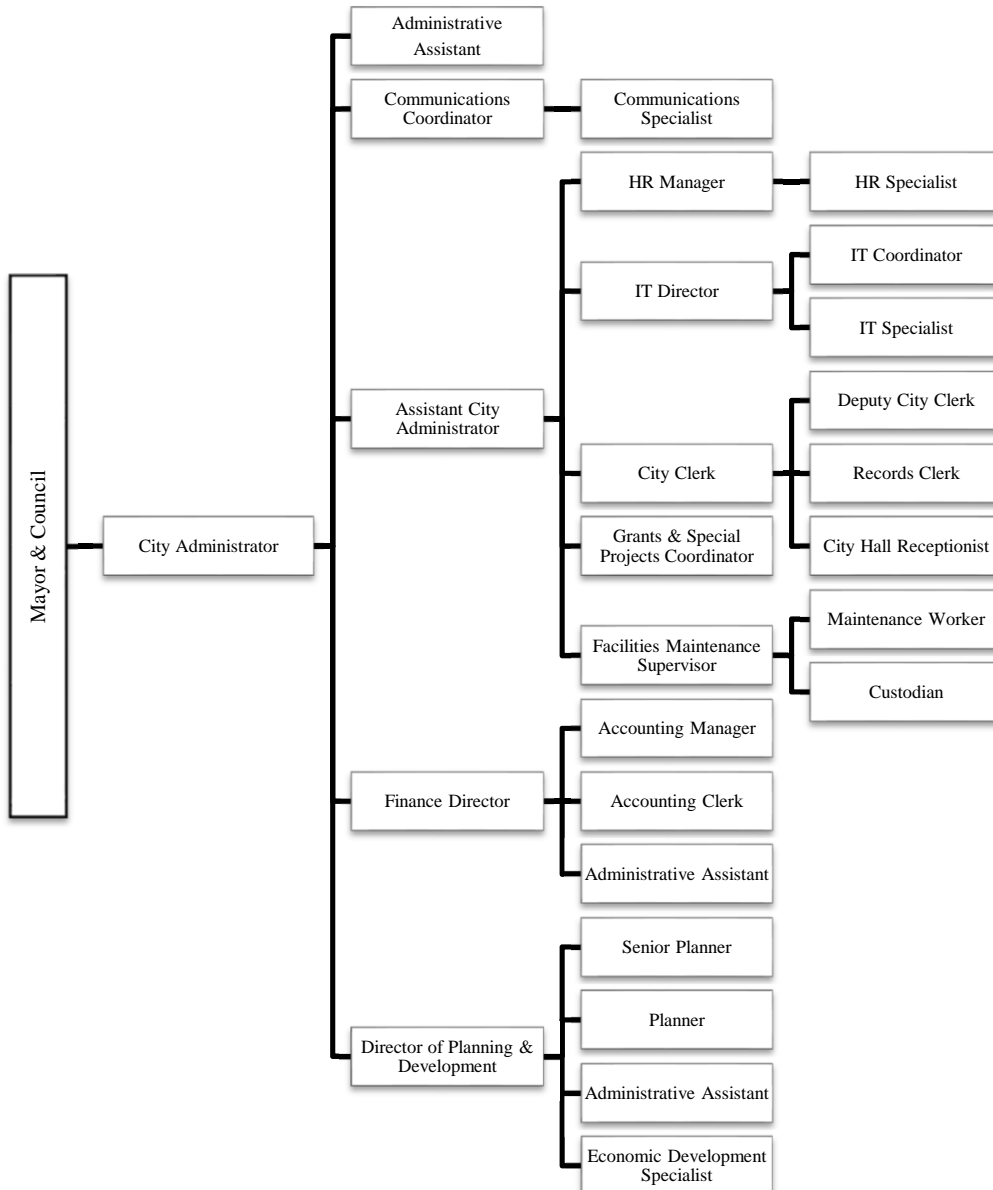 Administrative
Assistant
Communications
Coordinator
Communications
Specialist
HR Manager
HR Specialist
IT Director
IT Coordinator
IT Specialist
Mayor & Council
City Administrator
Assistant City
Administrator
City Clerk
Deputy City Clerk
Records Clerk
City Hall Receptionist
Grants & Special
Projects Coordinator
Facilities Maintenance
Supervisor
Maintenance Worker
Custodian
Finance Director
Accounting Manager
Accounting Clerk
Administrative Assistant
Director of Planning &
Development
Senior Planner
Planner
Administrative Assistant
Economic Development
Specialist